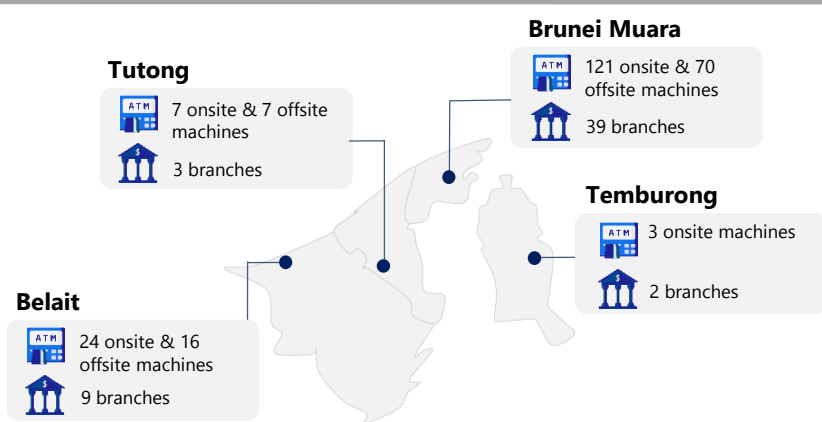 Brunei Muara
ATM
121 onsite & 70
offsite machines
$
39 branches
Tutong
ATM
7 onsite & 7 offsite
machines
$
3 branches
Temburong
ATM
3 onsite machines
$
2 branches
Belait
ATM
24 onsite & 16
offsite machines
$
9 branches